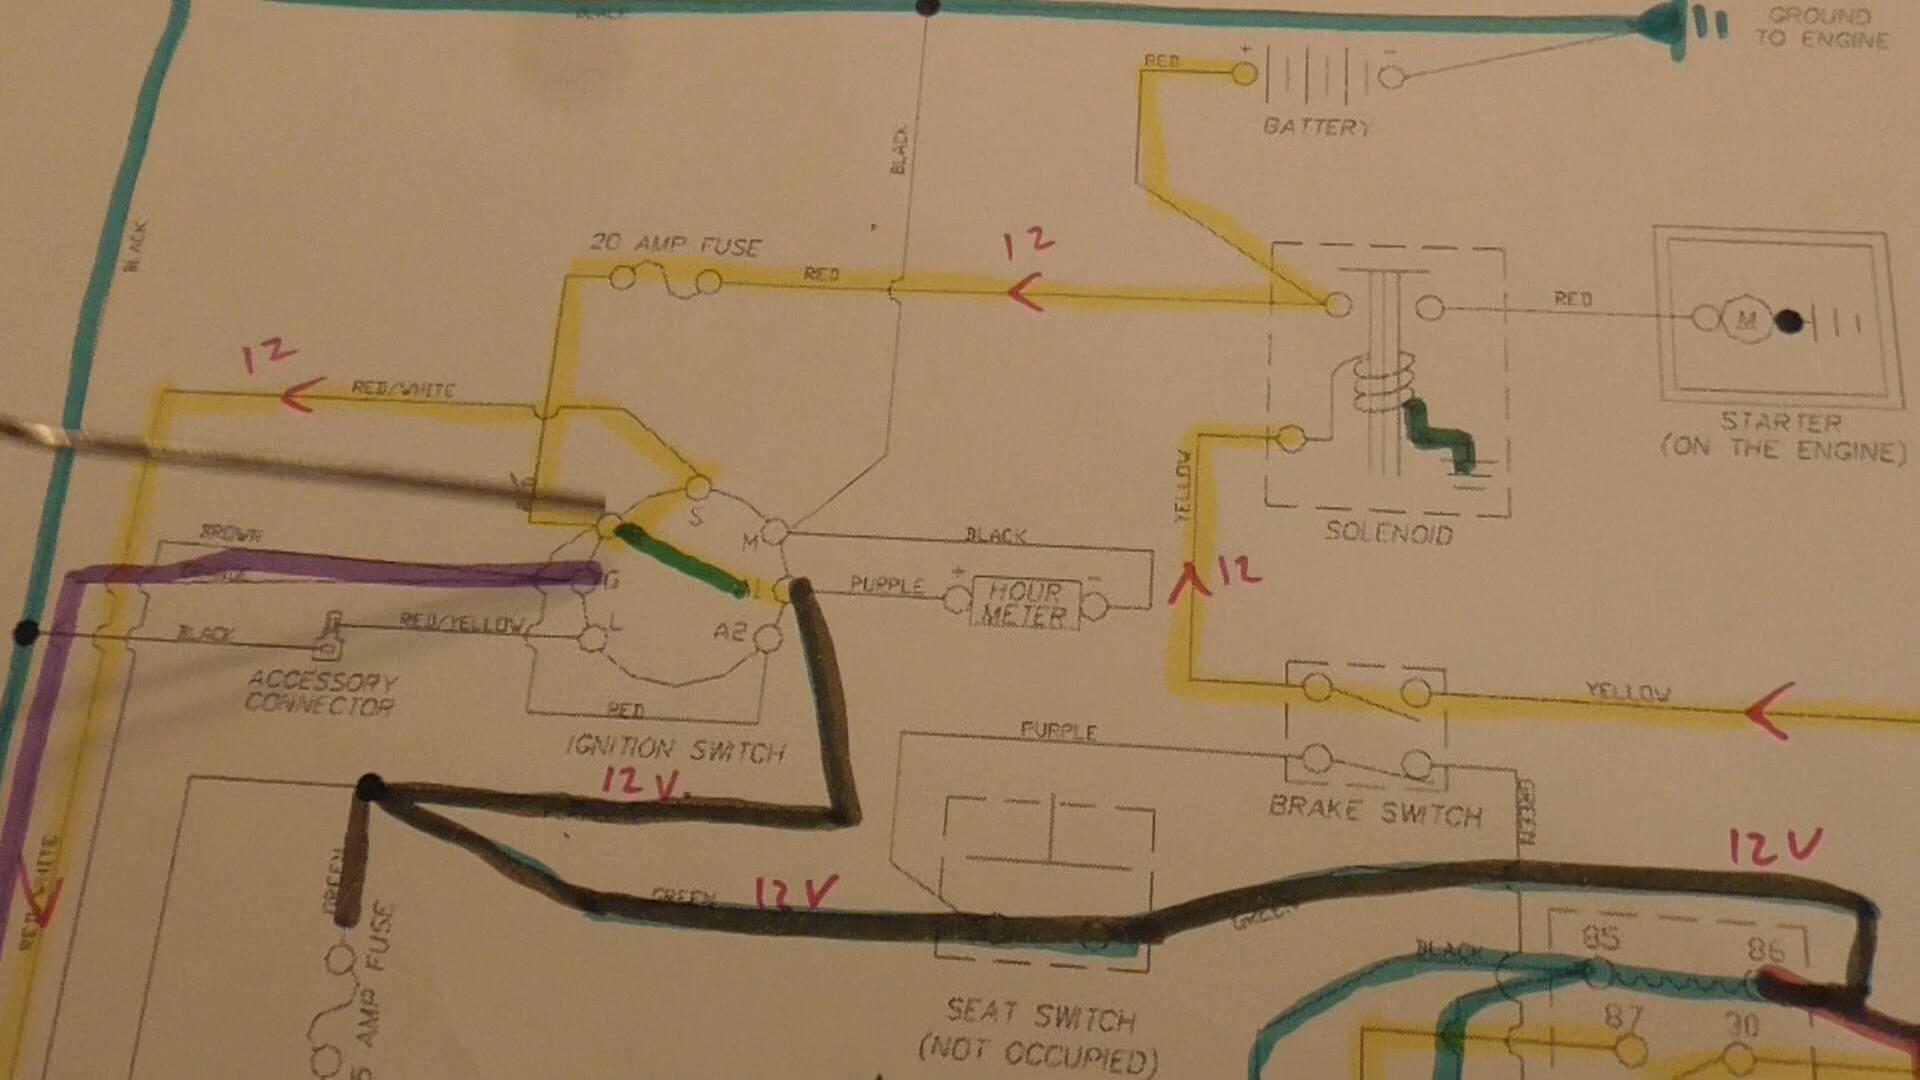 BLACK
GROUND
TO ENGINE
RED
+
-
BATTERY
BLACK
BLACK
20 AMP FUSE
12
RED
RED
M
STARTER
(ON THE ENGINE)
12
RED/WHITE
YELLOW
SOLENOID
S
M
BLACK
BROWN
G
A1
PURPLE
+
HOUR
METER
-
12
BLACK
RED/YELLOW
L
A2
ACCESSORY
CONNECTOR
RED
IGNITION SWITCH
YELLOW
PURPLE
BRAKE SWITCH
GREEN
12 V.
12 V
GREEN
GREEN
12 V
GREEN
AMP FUSE
85
86
BLACK
87
30
SEAT SWITCH
(NOT OCCUPIED)